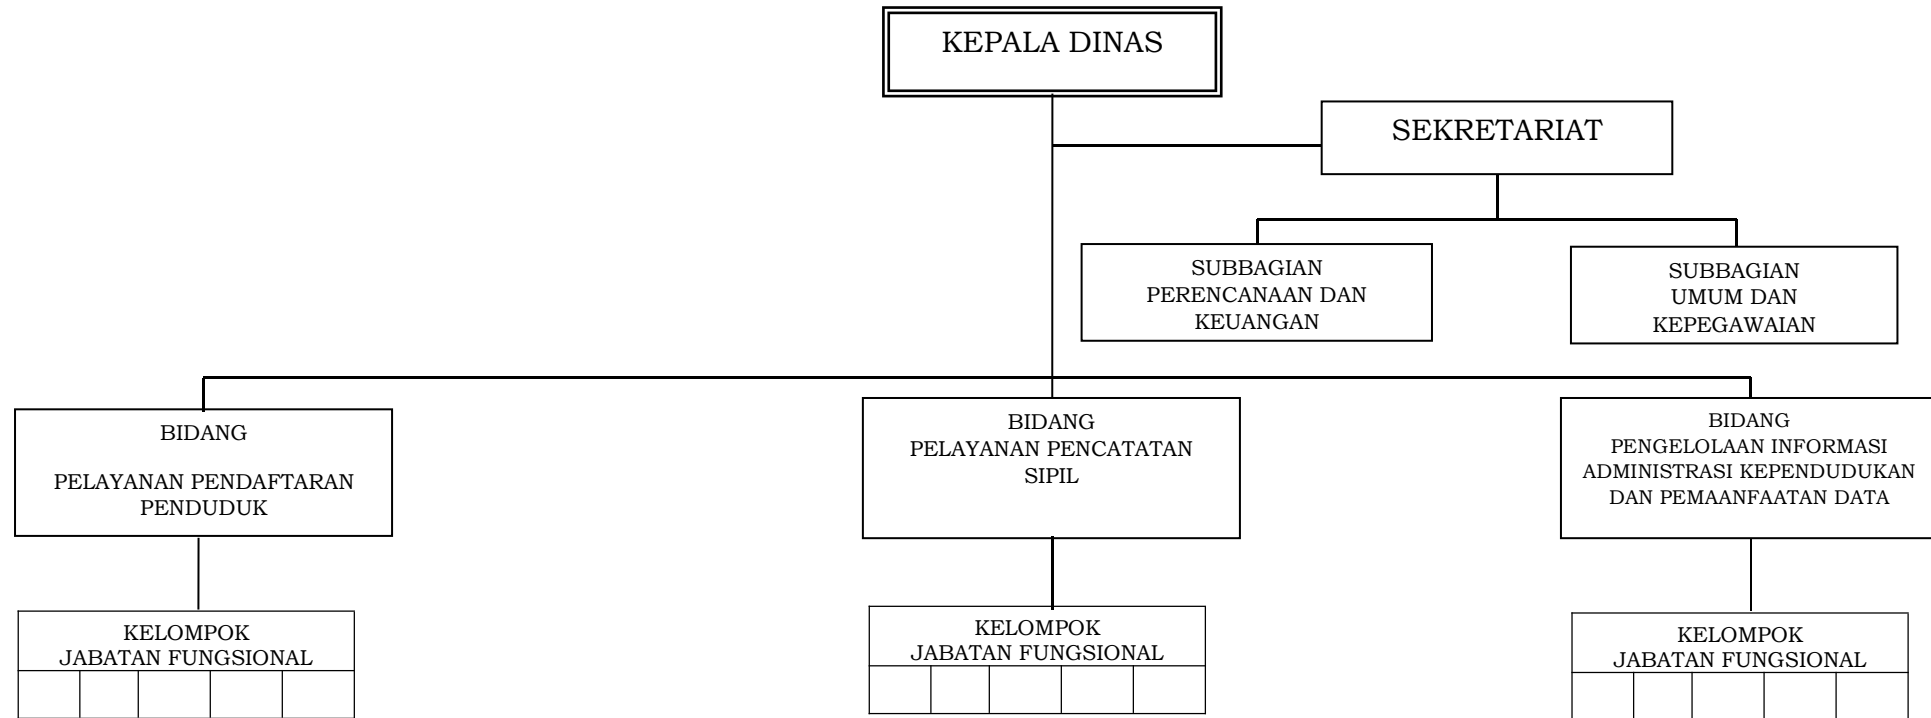 KEPALA DINAS
SEKRETARIAT
SUBBAGIAN
PERENCANAAN DAN
KEUANGAN
SUBBAGIAN
UMUM DAN
KEPEGAWAIAN
BIDANG
PELAYANAN PENDAFTARAN
PENDUDUK
BIDANG
PELAYANAN PENCATATAN
SIPIL
BIDANG
PENGELOLAAN INFORMASI
ADMINISTRASI KEPENDUDUKAN
DAN PEMAANFAATAN DATA
KELOMPOK
JABATAN FUNGSIONAL
KELOMPOK
JABATAN FUNGSIONAL
KELOMPOK
JABATAN FUNGSIONAL